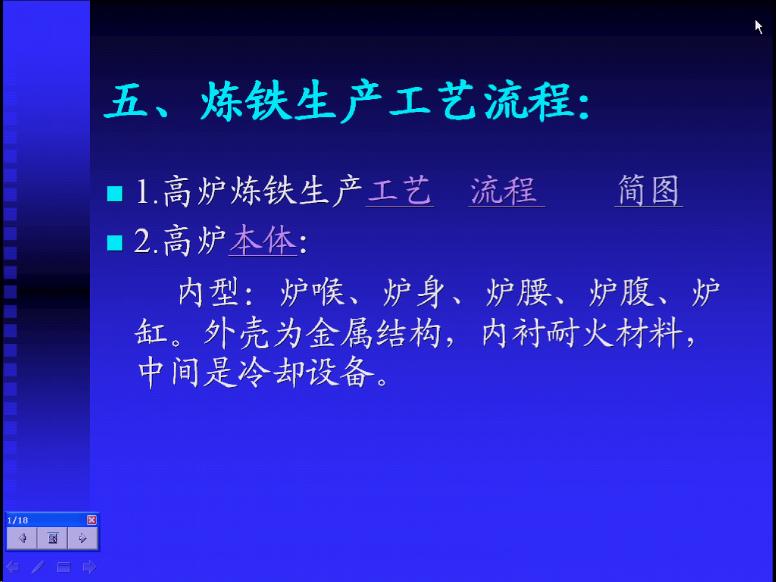 五、炼铁生产工艺流程：
1.高炉炼铁生产工艺 流程 简图
2.高炉本体：
内型：炉喉、炉身、炉腰、炉腹、炉
缸。外壳为金属结构，内衬耐火材料，
中间是冷却设备。
1/18